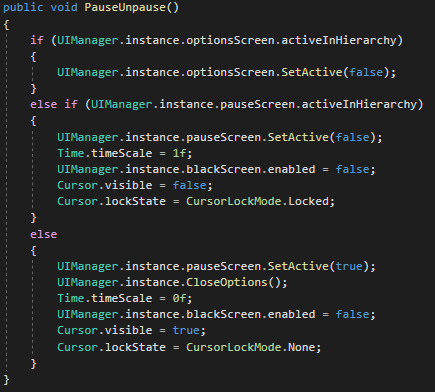 public void PauseUnpause()
{
    if (UIManager.instance.optionsScreen.activeInHierarchy)
    {
        UIManager.instance.optionsScreen.SetActive(false);
    }
    else if (UIManager.instance.pauseScreen.activeInHierarchy)
    {
        UIManager.instance.pauseScreen.SetActive(false);
        Time.timeScale = 1f;
        UIManager.instance.blackScreen.enabled = false;
        Cursor.visible = false;
        Cursor.lockState = CursorLockMode.Locked;
    }
    else
    {
        UIManager.instance.pauseScreen.SetActive(true);
        UIManager.instance.CloseOptions();
        Time.timeScale = 0f;
        UIManager.instance.blackScreen.enabled = false;
        Cursor.visible = true;
        Cursor.lockState = CursorLockMode.None;
    }
}